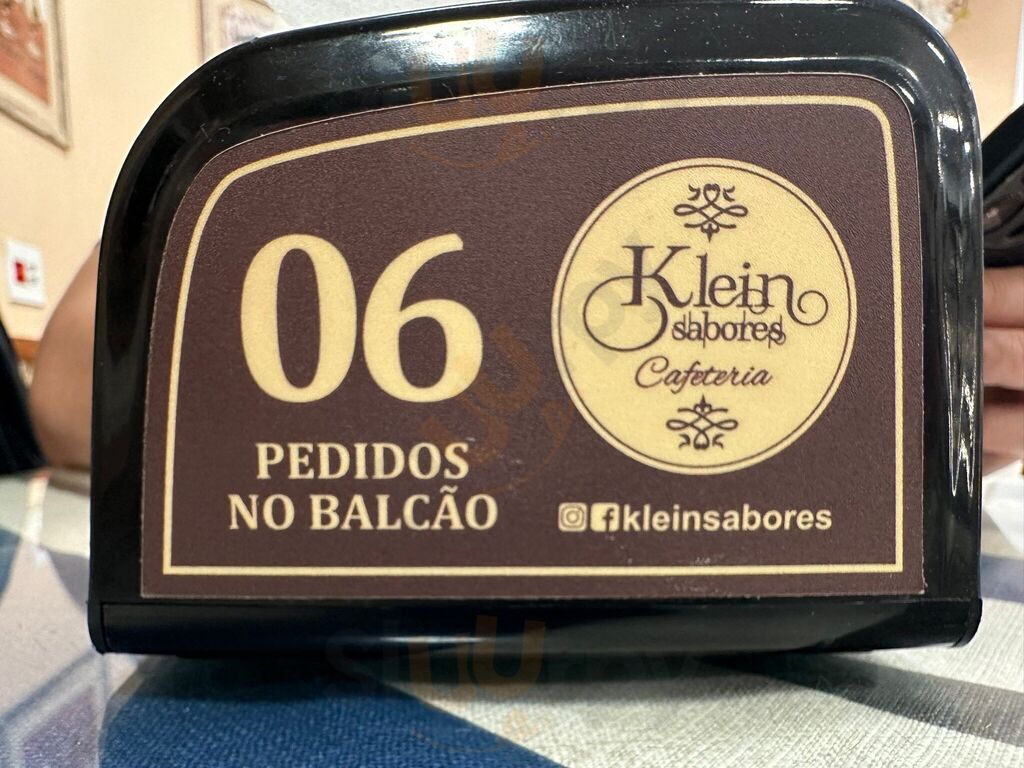 06
PEDIDOS
NO BALCÃO
Klein
sabores
Cafeteria
kleinsabores